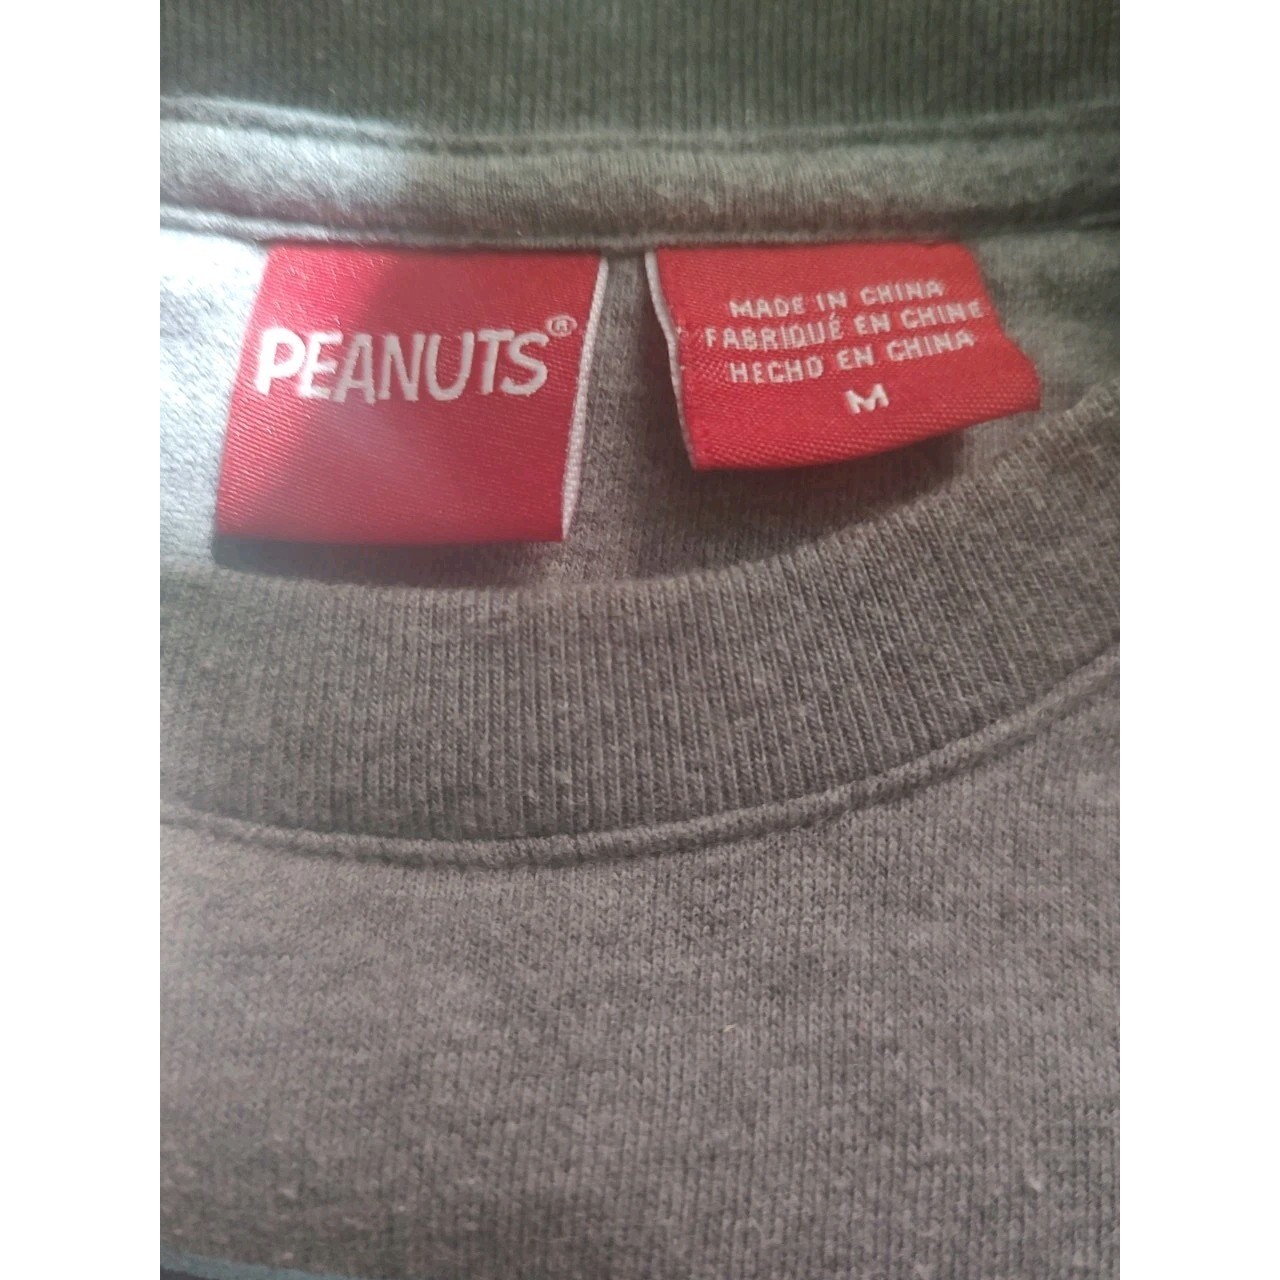 PEANUTS®
MADE IN CHINA
FABRIQUÉ EN CHINE
HECHO EN CHINA
M